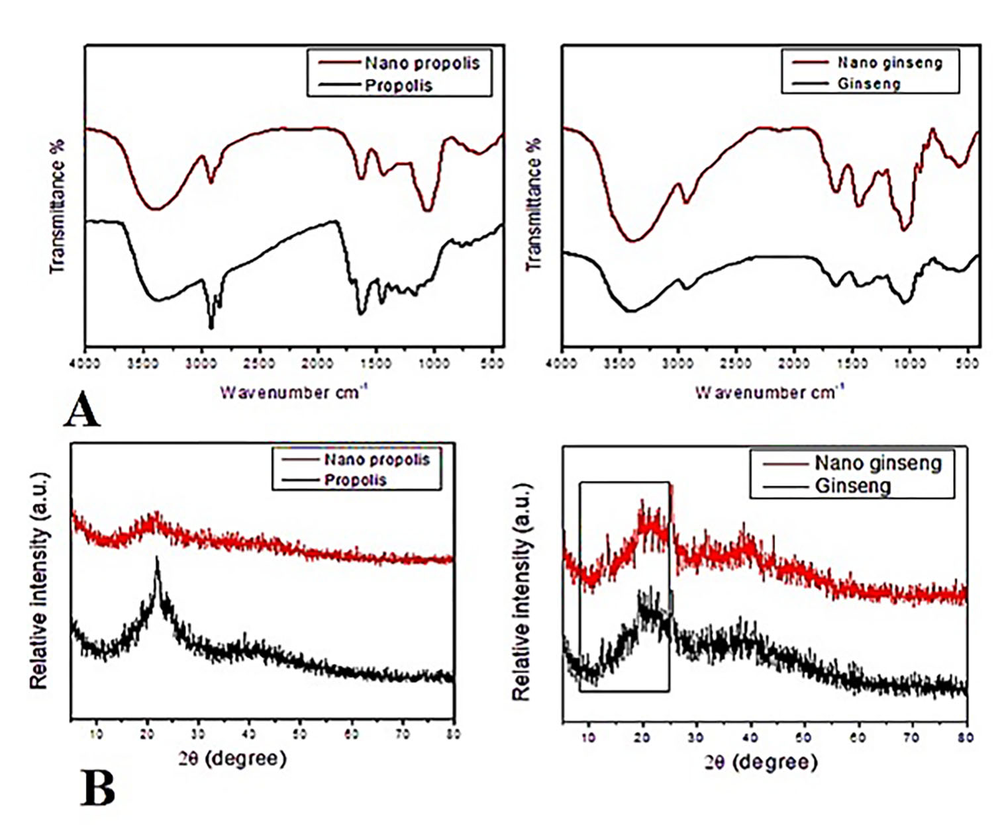 Nano propolis
Propolis
Transmittance %
4000 3500 3000 2500 2000 1500 1000 500
Wavenumber cm⁻¹
Nano ginseng
Ginseng
Transmittance %
4000 3500 3000 2500 2000 1500 1000 500
Wavenumber cm⁻¹
A
Nano propolis
Propolis
Relative intensity (a.u.)
10 20 30 40 50 60 70 80
2θ (degree)
Nano ginseng
Ginseng
Relative intensity (a.u.)
10 20 30 40 50 60 70 80
2θ (degree)
B